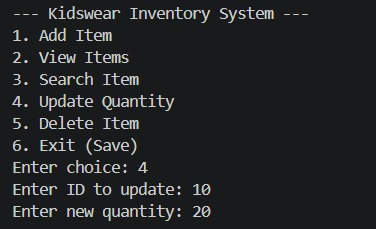 --- Kidswear Inventory System ---
1. Add Item
2. View Items
3. Search Item
4. Update Quantity
5. Delete Item
6. Exit (Save)
Enter choice: 4
Enter ID to update: 10
Enter new quantity: 20